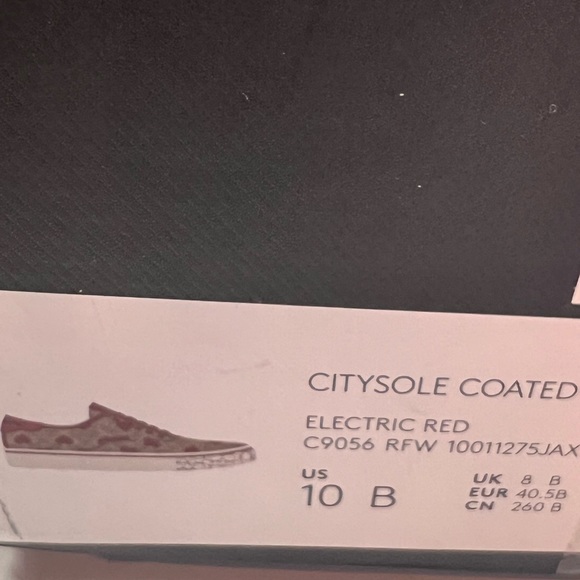 CITYSOLE COATED
ELECTRIC RED
C9056 RFW 10011275JAX
US
10 B
UK 8 B
EUR 40.5B
CN 260 B